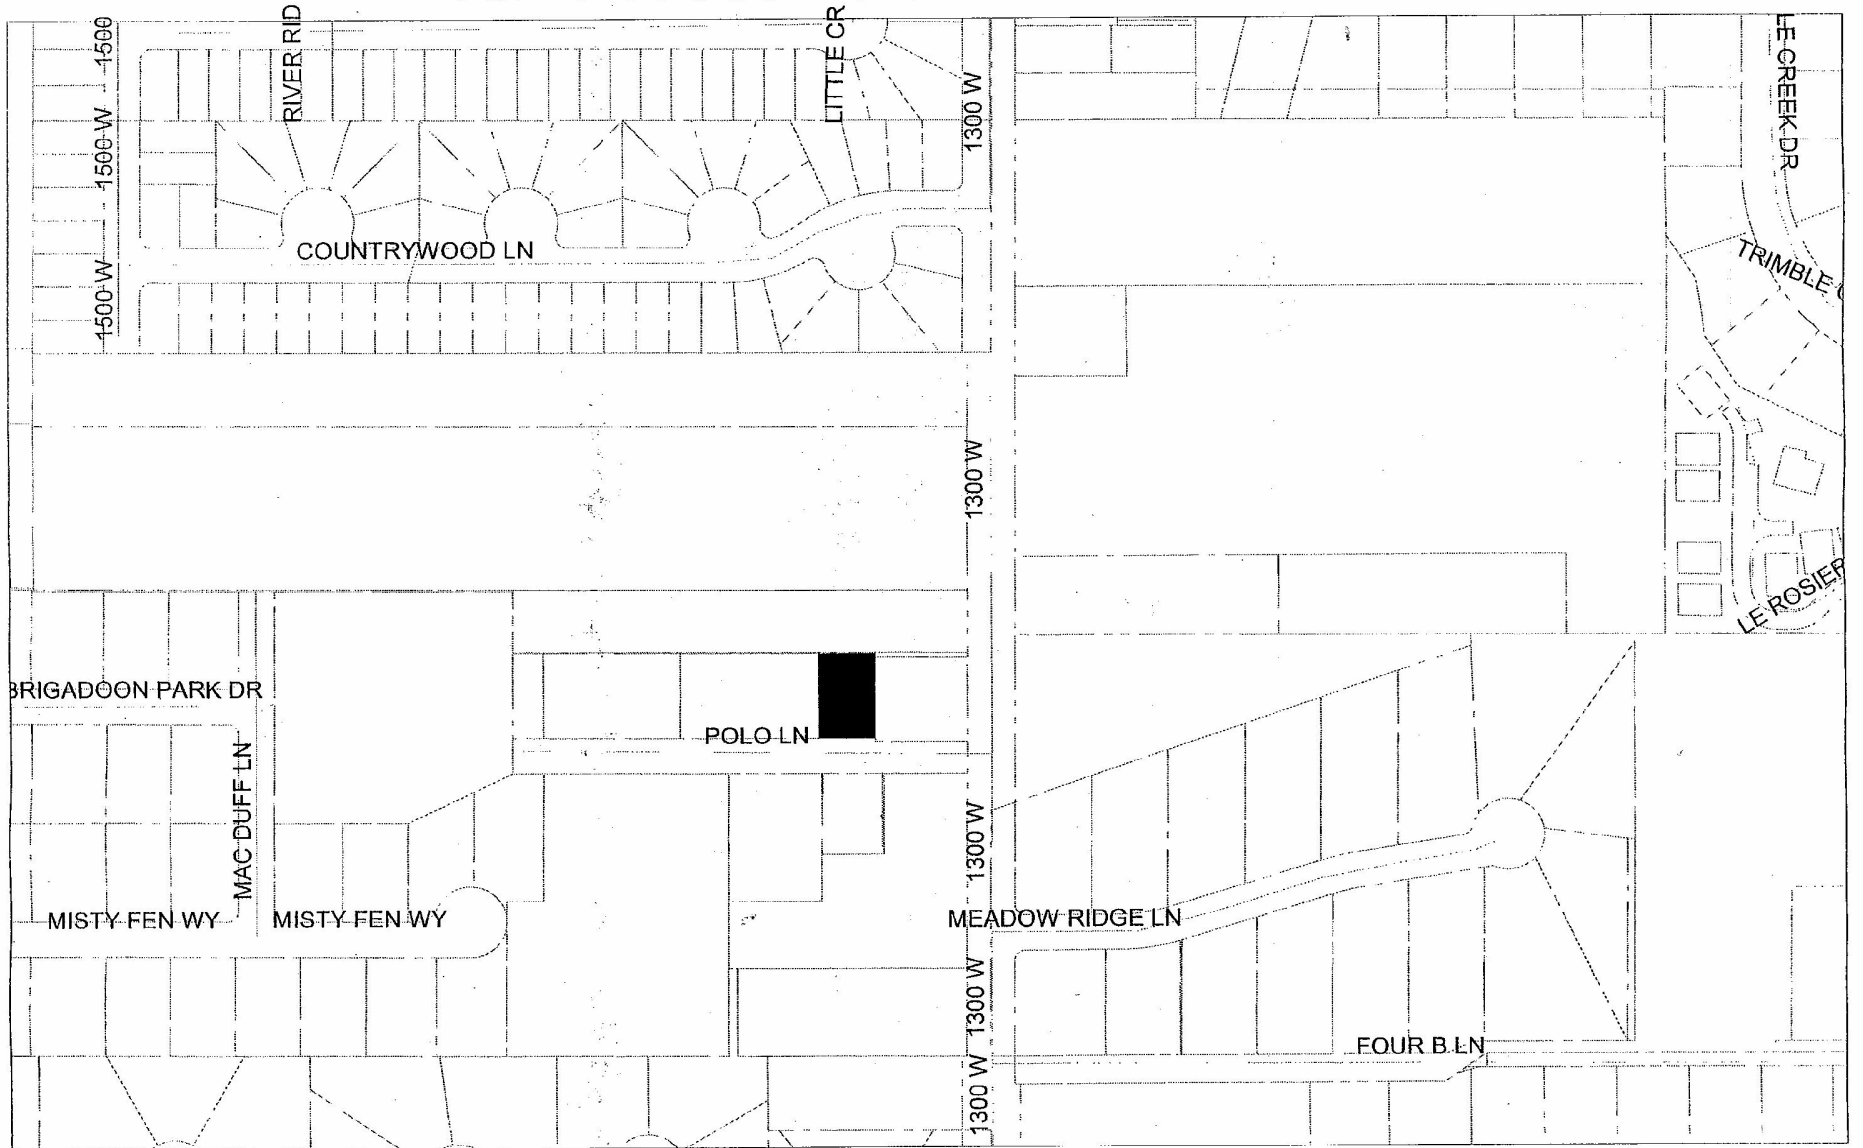 1500
RIVER RID
LITTLE CR
LE CREEK DR
1300 W
1500 W
COUNTRYWOOD LN
TRIMBLE
1500 W
1300 W
LE ROSIER
BRIGADOON PARK DR
POLO LN
MAC DUFF LN
1300 W
MISTY FEN WY
MISTY FEN WY
MEADOW RIDGE LN
1300 W
FOUR B LN
1300 W